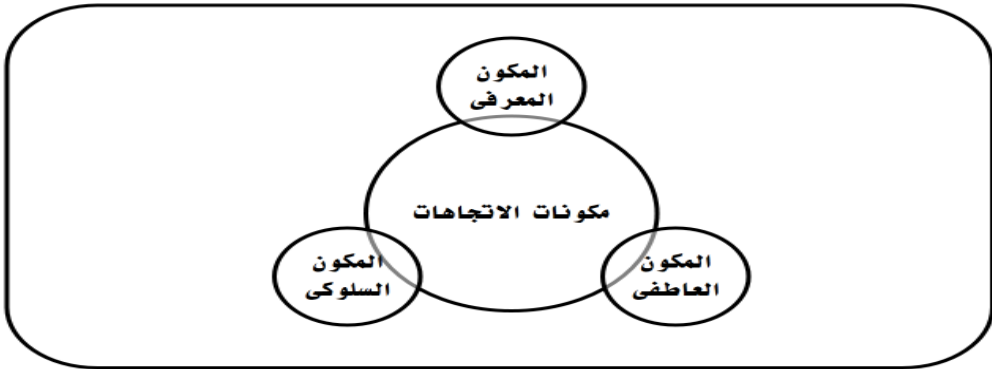 المكون
المعرفى
مكونات الاتجاهات
المكون
العاطفى
المكون
السلوكى